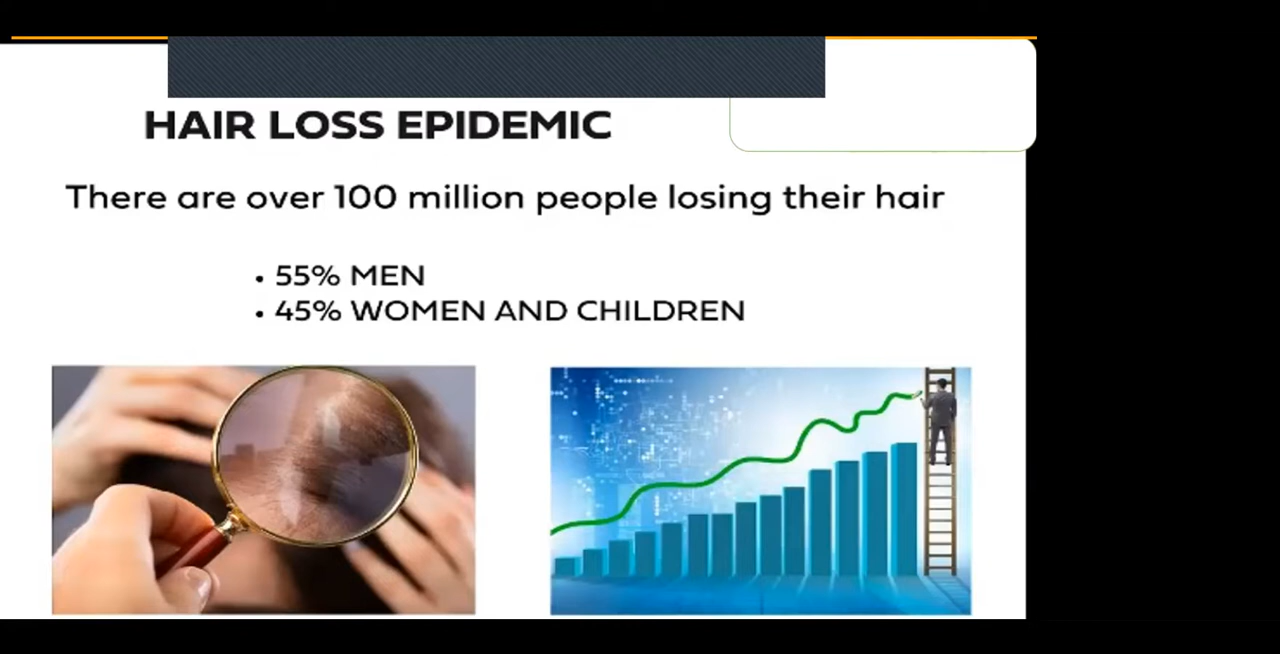 HAIR LOSS EPIDEMIC
There are over 100 million people losing their hair
• 55% MEN
• 45% WOMEN AND CHILDREN